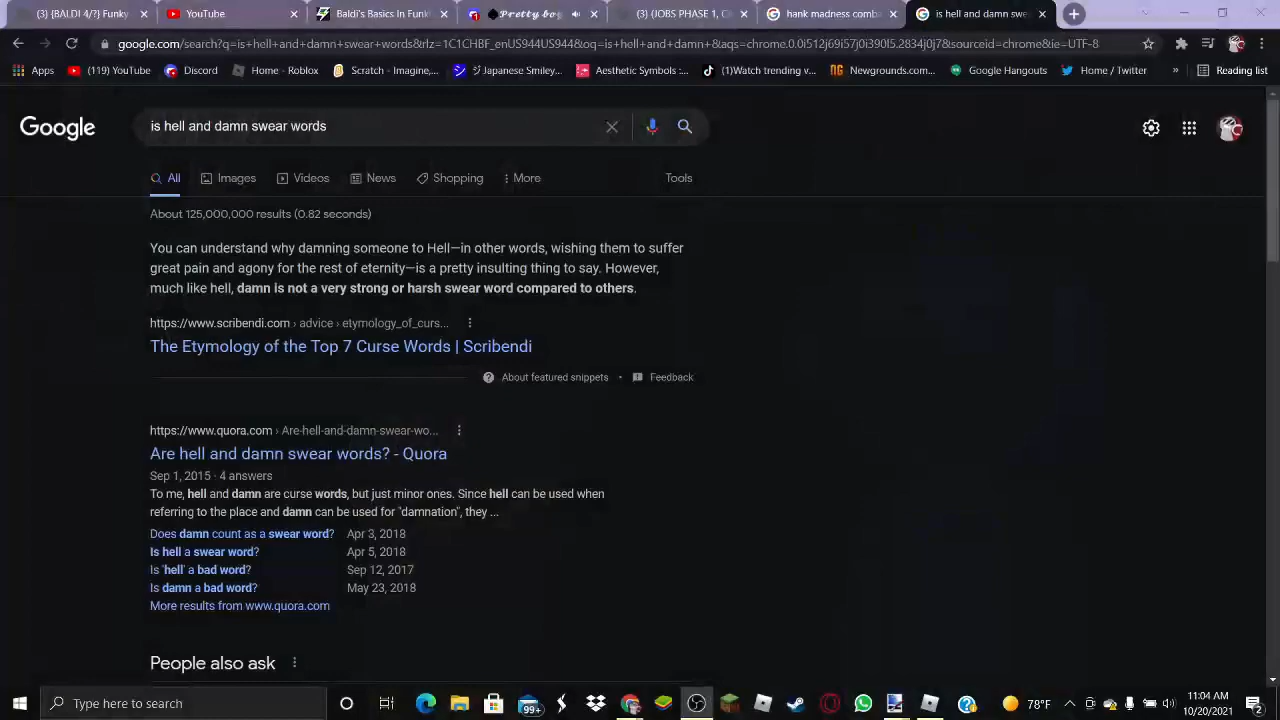 (3) {BALDI 4/?} Funky
YouTube
Baldi's Basics In Funki
𝕻𝖗𝖊𝖙𝖙𝖞 𝖇𝖔
(3) {JOBS PHASE 1, C
hank madness comba
is hell and damn swea
google.com/search?q=is+hell+and+damn+swear+words&rlz=1C1CHBF_enUS944US944&oq=is+hell+and+damn+&aqs=chrome.0.0i512j69i57j0i390l5.2834j0j7&sourceid=chrome&ie=UTF-8
Apps
(119) YouTube
Discord
Home - Roblox
Scratch - Imagine,...
Japanese Smiley...
Aesthetic Symbols :...
(1)Watch trending v...
Newgrounds.com...
Google Hangouts
Home / Twitter
»
Reading list
Google
is hell and damn swear words
All
Images
Videos
News
Shopping
More
Tools
About 125,000,000 results (0.82 seconds)
You can understand why damning someone to Hell—in other words, wishing them to suffer
great pain and agony for the rest of eternity—is a pretty insulting thing to say. However,
much like hell, damn is not a very strong or harsh swear word compared to others.
https://www.scribendi.com › advice › etymology_of_curs...
The Etymology of the Top 7 Curse Words | Scribendi
About featured snippets • Feedback
https://www.quora.com › Are-hell-and-damn-swear-wo...
Are hell and damn swear words? - Quora
Sep 1, 2015 · 4 answers
To me, hell and damn are curse words, but just minor ones. Since hell can be used when
referring to the place and damn can be used for "damnation", they ...
Does damn count as a swear word? Apr 3, 2018
Is hell a swear word? Apr 5, 2018
Is 'hell' a bad word? Sep 12, 2017
Is damn a bad word? May 23, 2018
More results from www.quora.com
People also ask
Type here to search
99+
78°F
11:04 AM
10/20/2021
2